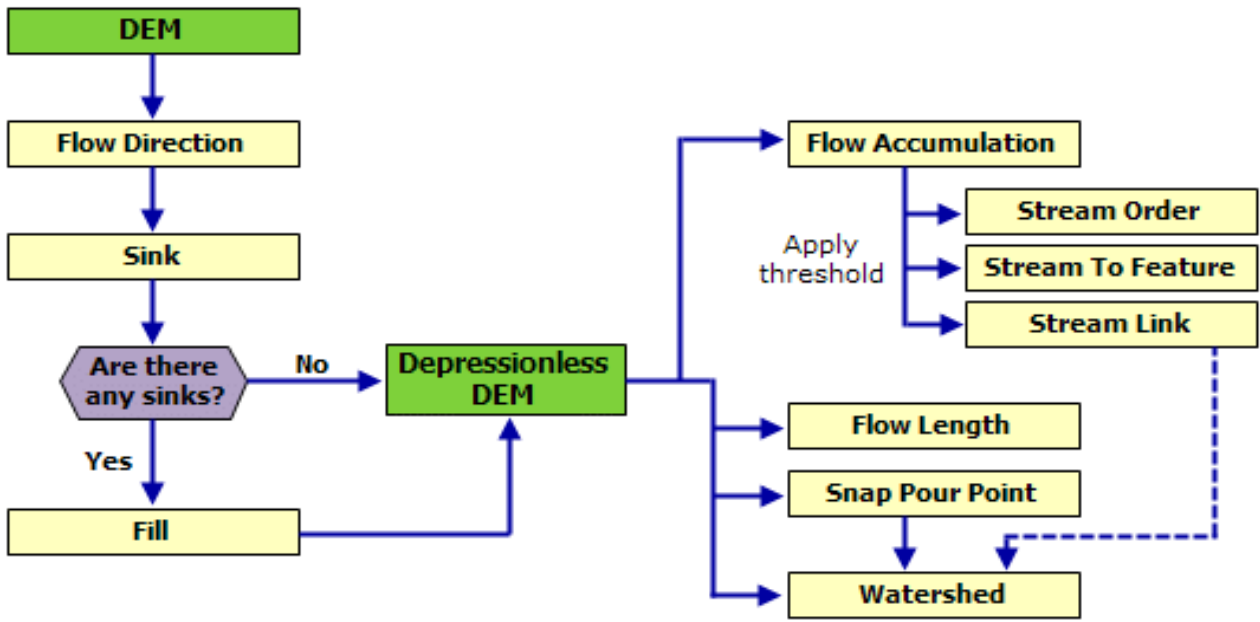 DEM
Flow Direction
Sink
Are there
any sinks?
No
Yes
Fill
Depressionless
DEM
Flow Accumulation
Apply
threshold
Stream Order
Stream To Feature
Stream Link
Flow Length
Snap Pour Point
Watershed